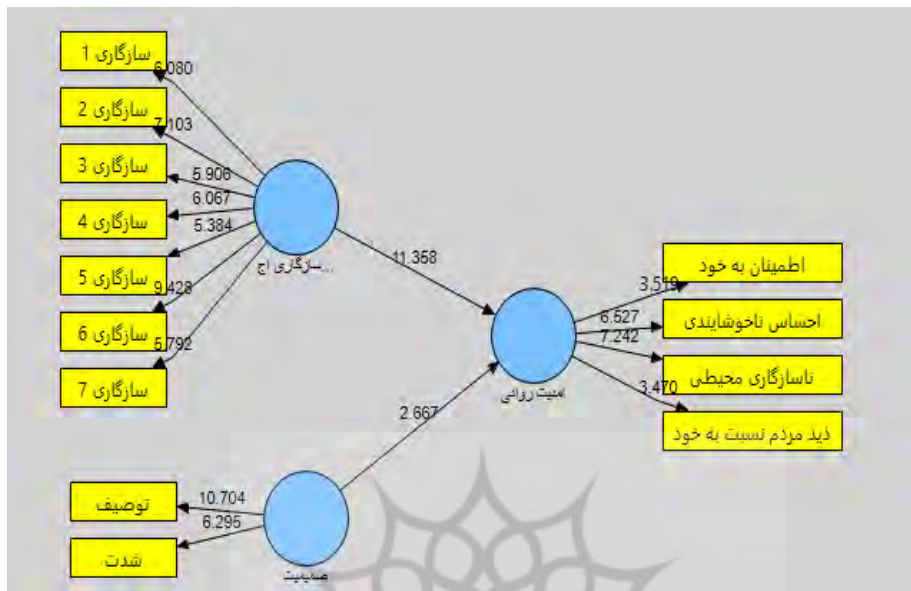 سازگاری 1
6.080
سازگاری 2
7.103
سازگاری 3
5.906
سازگاری 4
6.067
سازگاری 5
5.384
سازگاری 6
9.428
سازگاری 7
5.792
سازگاری اج...
11.358
امنیت روانی
2.667
اطمینان به خود
3.519
احساس ناخوشایندی
6.527
ناسازگاری محیطی
7.242
دید مردم نسبت به خود
3.470
توصیف
10.704
شدت
6.295
صمیمیت